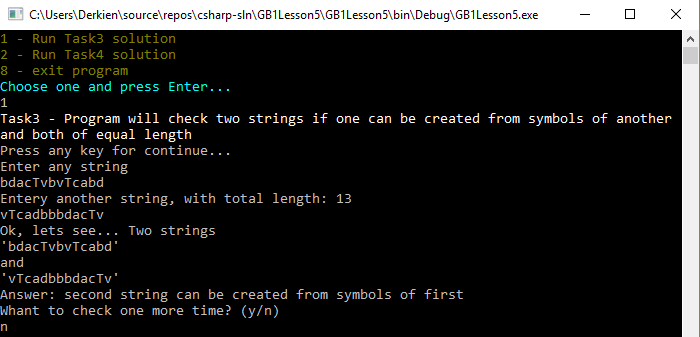 C:\Users\Derkien\source\repos\csharp-sln\GB1Lesson5\GB1Lesson5\bin\Debug\GB1Lesson5.exe
1 - Run Task3 solution
2 - Run Task4 solution
8 - exit program
Choose one and press Enter...
1
Task3 - Program will check two strings if one can be created from symbols of another
and both of equal length
Press any key for continue...
Enter any string
bdacTvbvTcabd
Entery another string, with total length: 13
vTcadbbbdacTv
Ok, lets see... Two strings
'bdacTvbvTcabd'
and
'vTcadbbbdacTv'
Answer: second string can be created from symbols of first
Whant to check one more time? (y/n)
n